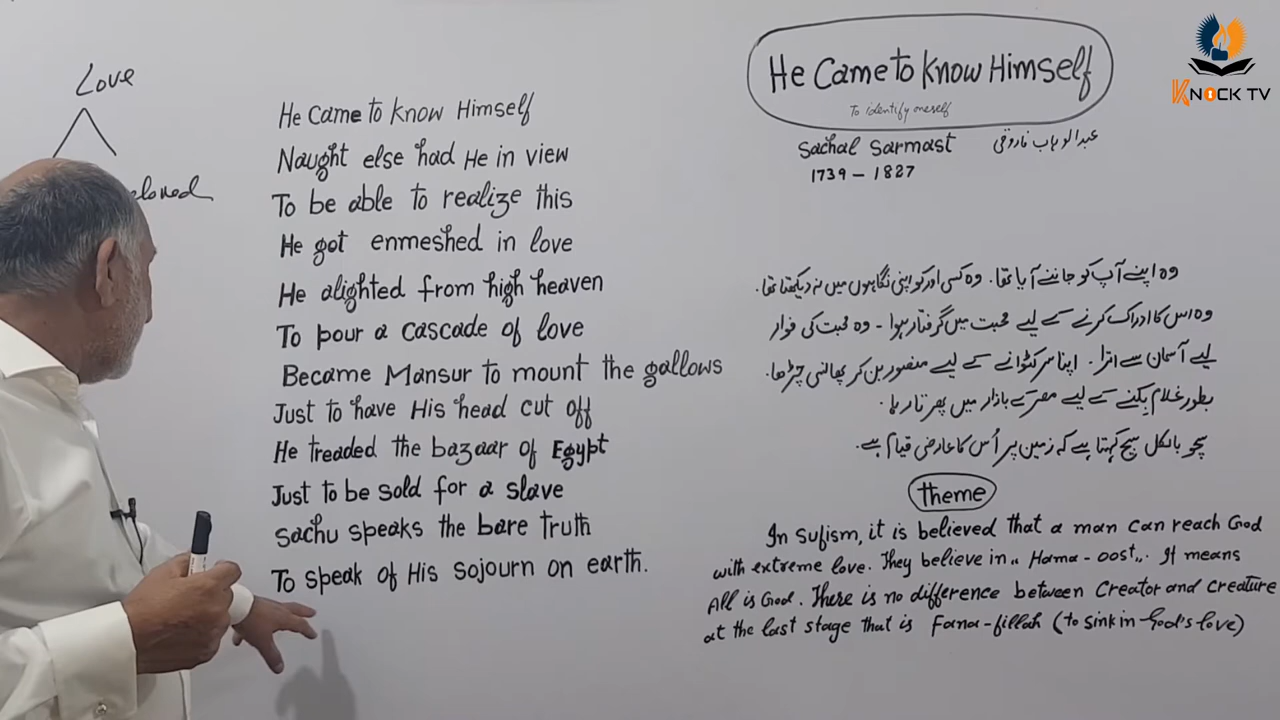 Love
eloved
He Came to Know Himself
Naught else had He in view
To be able to realize this
He got enmeshed in love
He alighted from high heaven
To pour a cascade of love
Became Mansur to mount the gallows
Just to have His head cut off
He treaded the bazaar of Egypt
Just to be sold for a slave
Sachu speaks the bare truth
To speak of His sojourn on earth.
He Came to Know Himself
To identify oneself
Sachal Sarmast عبدالوہاب فاروقی
1739 – 1827
وہ اپنے آپ کو جاننے آیا تھا۔ وہ کسی اور کو اپنی نگاہوں میں نہ دیکھتا تھا۔
وہ اس کا ادراک کرنے کے لیے محبت میں گرفتار ہوا – وہ محبت کی فوار
لیے آسمان سے اترا۔ اپنا سر کٹوانے کے لیے منصور بن کر پھانسی چڑھا۔
بطور غلام بکنے کے لیے مصر کے بازار میں پھرتا رہا۔
سچو بالکل سچ کہتا ہے کہ زمین پر اُس کا عارضی قیام ہے۔
theme
In Sufism, it is believed that a man can reach God
with extreme love. They believe in ,, Hama-oost,,. It means
All is God. There is no difference between Creator and creature
at the last stage that is Fana-fillah (to sink in God's love)
KNOCK TV